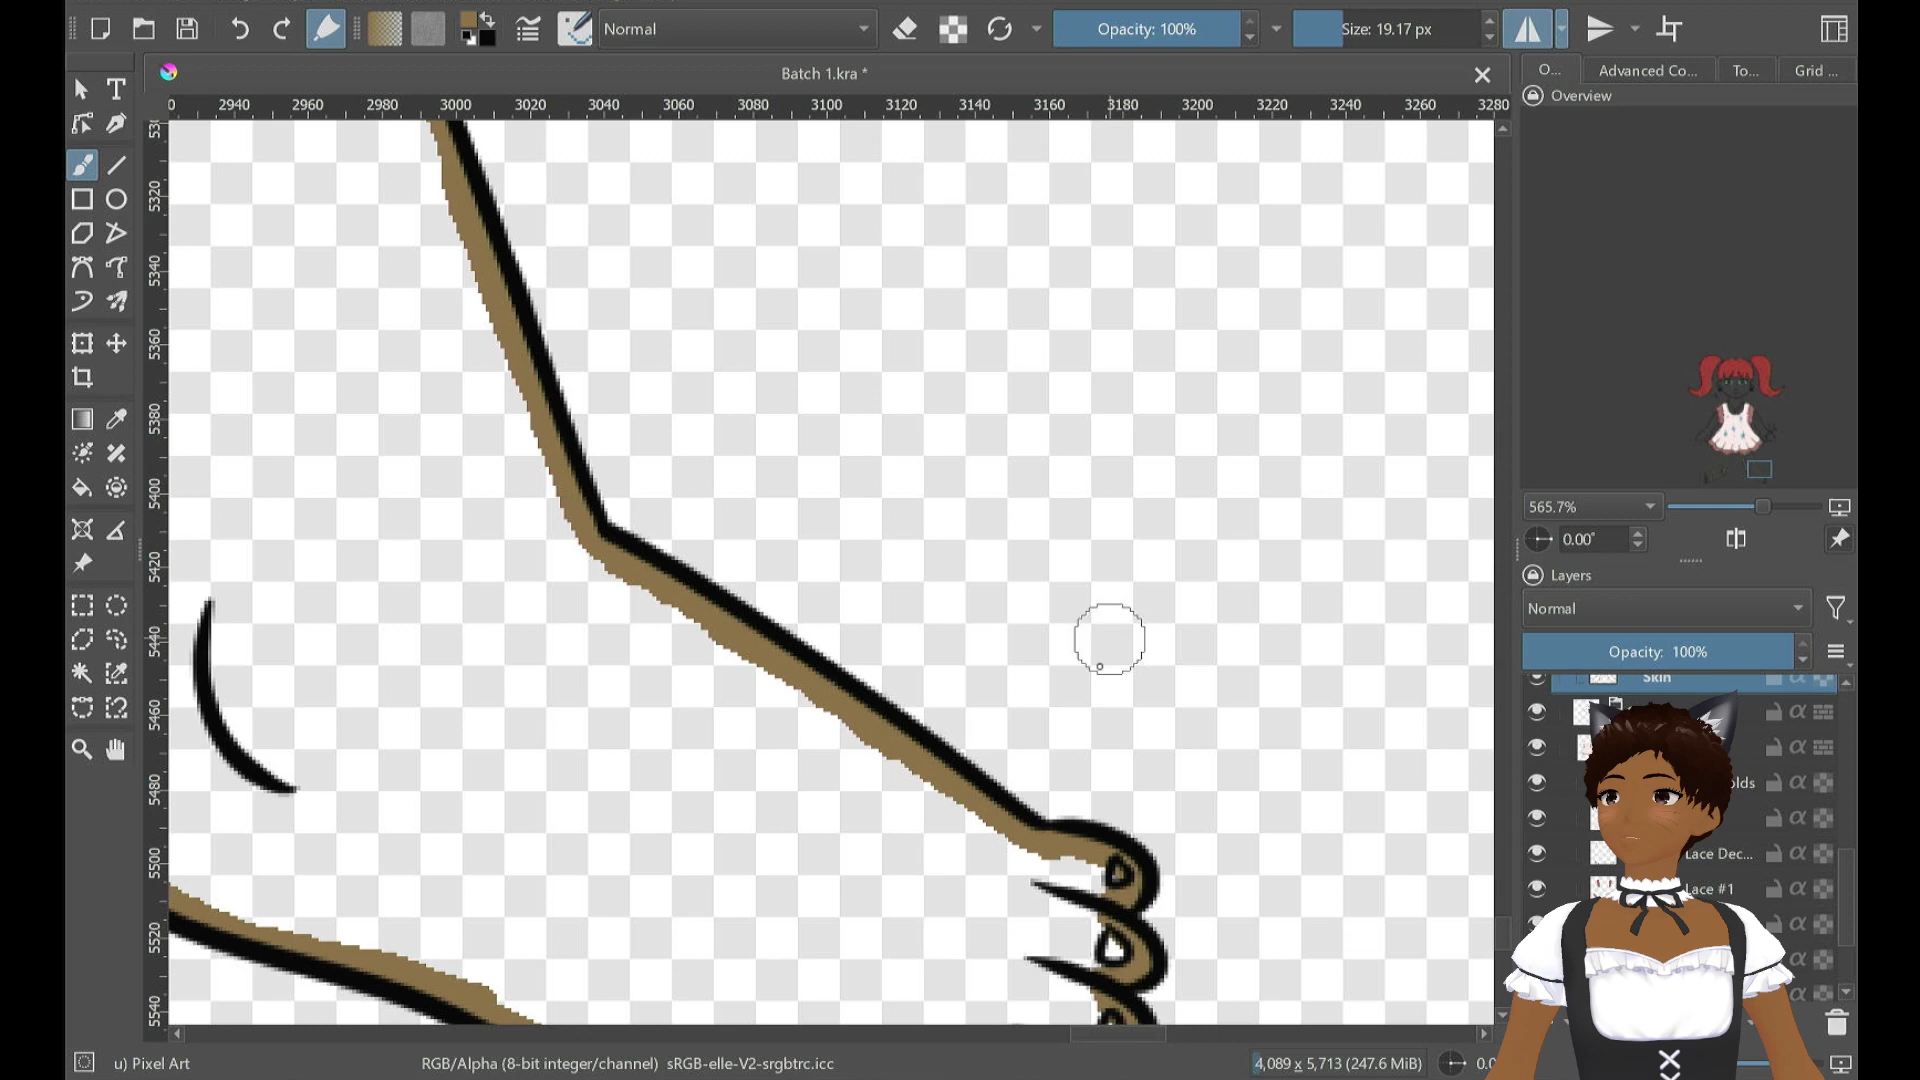 Normal
Opacity: 100%
Size: 19.17 px
Batch 1.kra *
O...
Advanced Co...
To...
Grid ...
0 2940 2960 2980 3000 3020 3040 3060 3080 3100 3120 3140 3160 3180 3200 3220 3240 3260 3280
Overview
5320
5340
5360
5380
5400
5420
5440
5460
5480
5500
5520
5540
565.7%
0.00°
Layers
Normal
Opacity: 100%
Skin
olds
Lace Dec...
Lace #1
u) Pixel Art
RGB/Alpha (8-bit integer/channel) sRGB-elle-V2-srgbtrc.icc
4,089 x 5,713 (247.6 MiB)
0.0